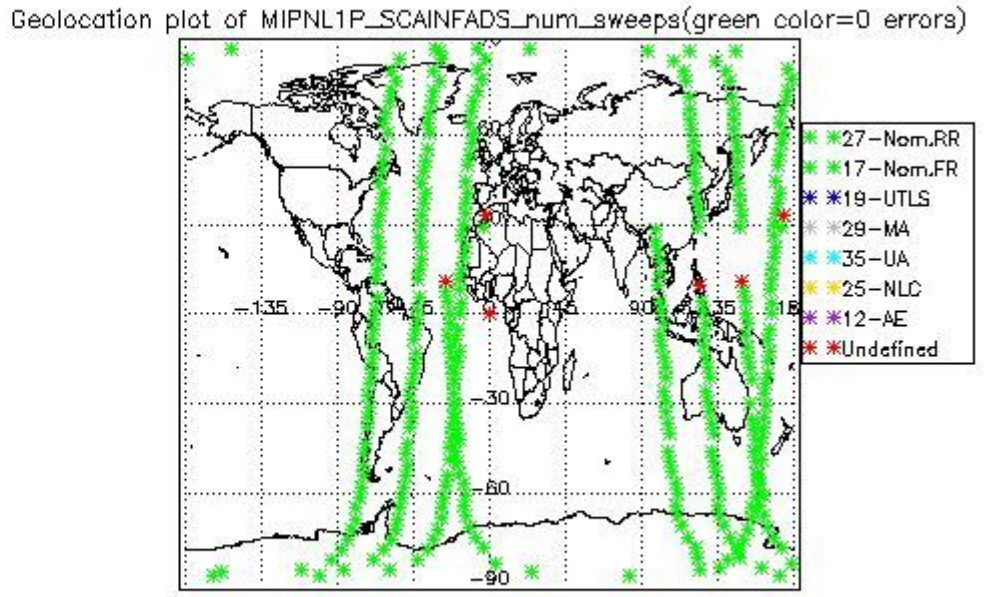 Geolocation plot of MIPNL1P_SCAINFADS_num_sweeps(green color=0 errors)
60
-135 -90 45 90
-30
-60
-90
27-Nom.RR
17-Nom.FR
19-UTLS
29-MA
35-UA
25-NLC
12-AE
Undefined